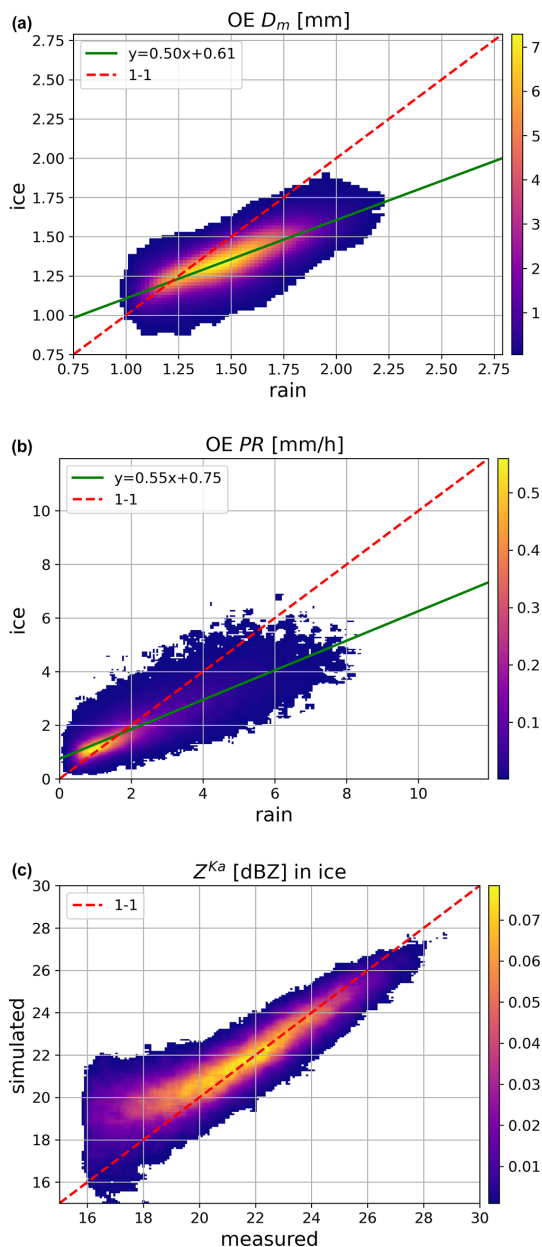 (a)
OE Dm [mm]
y=0.50x+0.61
1-1
2.75
2.50
2.25
2.00
1.75
1.50
1.25
1.00
0.75
ice
0.75 1.00 1.25 1.50 1.75 2.00 2.25 2.50 2.75
rain
7
6
5
4
3
2
1
(b)
OE PR [mm/h]
y=0.55x+0.75
1-1
10
8
6
4
2
0
ice
0 2 4 6 8 10
rain
0.5
0.4
0.3
0.2
0.1
(c)
Z^Ka [dBZ] in ice
1-1
30
28
26
24
22
20
18
16
simulated
16 18 20 22 24 26 28 30
measured
0.07
0.06
0.05
0.04
0.03
0.02
0.01